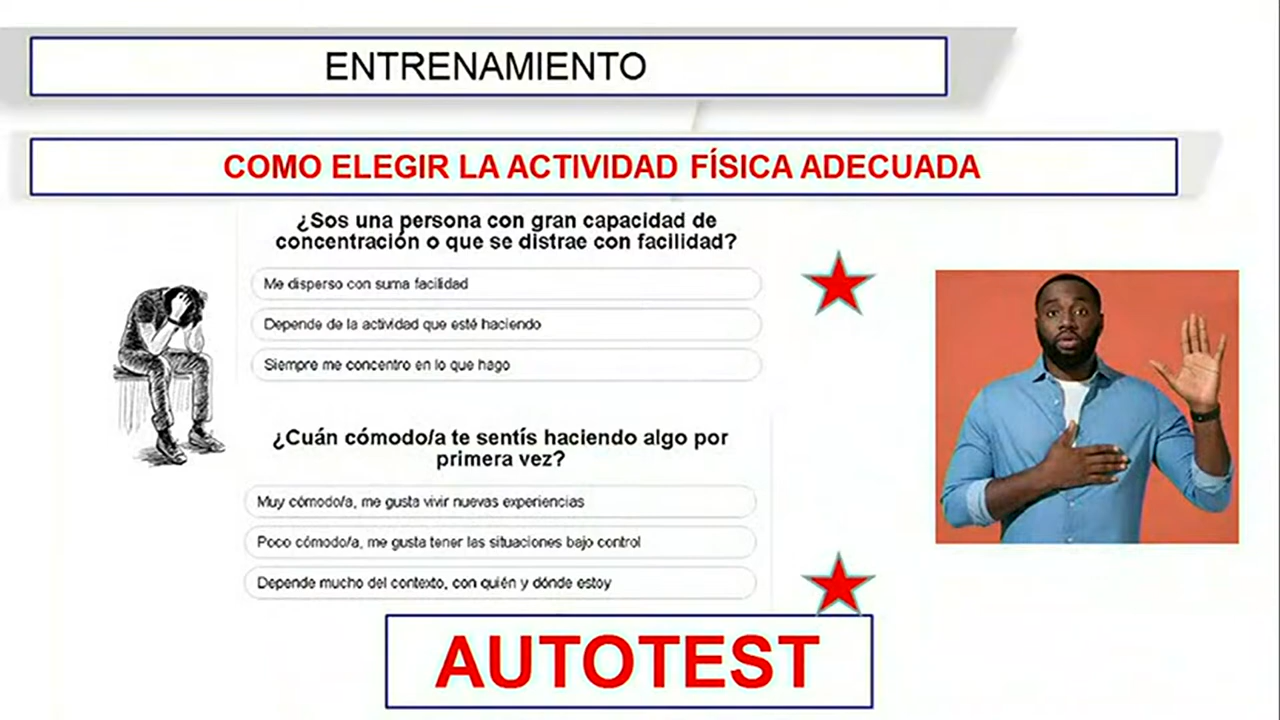 ENTRENAMIENTO
COMO ELEGIR LA ACTIVIDAD FÍSICA ADECUADA
¿Sos una persona con gran capacidad de
concentración o que se distrae con facilidad?
Me disperso con suma facilidad
Depende de la actividad que esté haciendo
Siempre me concentro en lo que hago
¿Cuán cómodo/a te sentís haciendo algo por
primera vez?
Muy cómodo/a, me gusta vivir nuevas experiencias
Poco cómodo/a, me gusta tener las situaciones bajo control
Depende mucho del contexto, con quién y dónde estoy
AUTOTEST